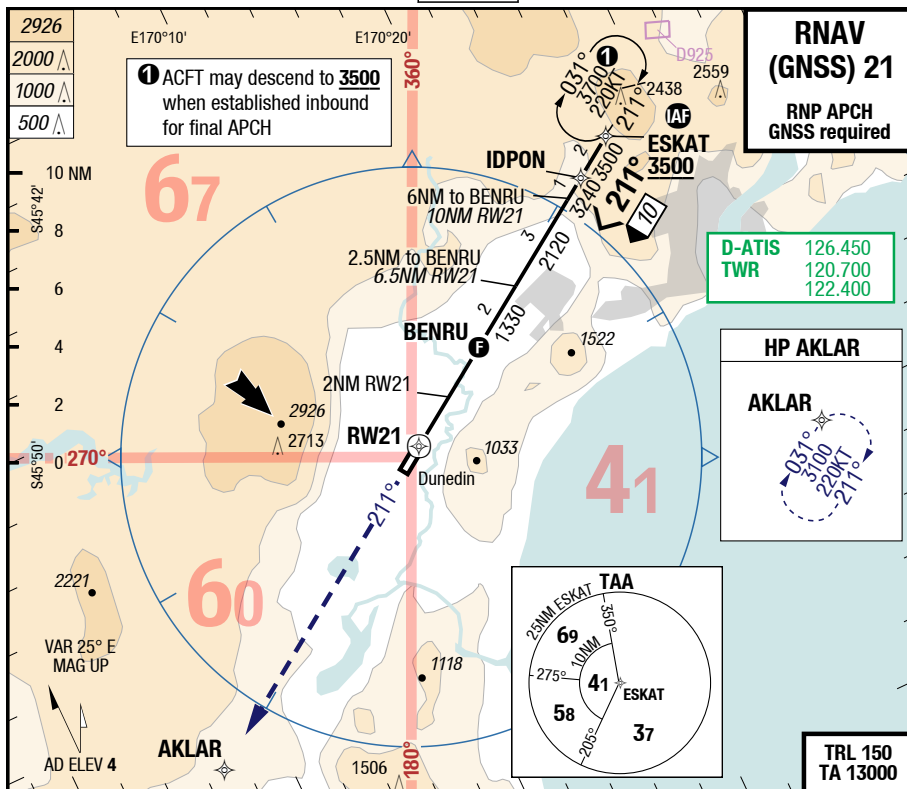 2926
2000
1000
500
E170°10'
E170°20'
1 ACFT may descend to 3500
when established inbound
for final APCH
RNAV
(GNSS) 21
RNP APCH
GNSS required
D925
2559
2438
1
031°
3700
220KT
211°
IAF
ESKAT
3500
360°
IDPON
2
3500
211°
10
1
3240
6NM to BENRU
10NM RW21
3
2120
2.5NM to BENRU
6.5NM RW21
2
1330
BENRU F
2NM RW21
RW21
Dunedin
10 NM
8
6
4
2
0
S45°42'
S45°50'
67
41
60
D-ATIS 126.450
TWR 120.700
122.400
1522
2926
2713
1033
270°
211°
HP AKLAR
AKLAR
031°
3100
220KT
211°
2221
VAR 25° E
MAG UP
AD ELEV 4
AKLAR
1118
1506
180°
TAA
25NM ESKAT
350°
69
10NM
275°
41
ESKAT
58
37
205°
TRL 150
TA 13000